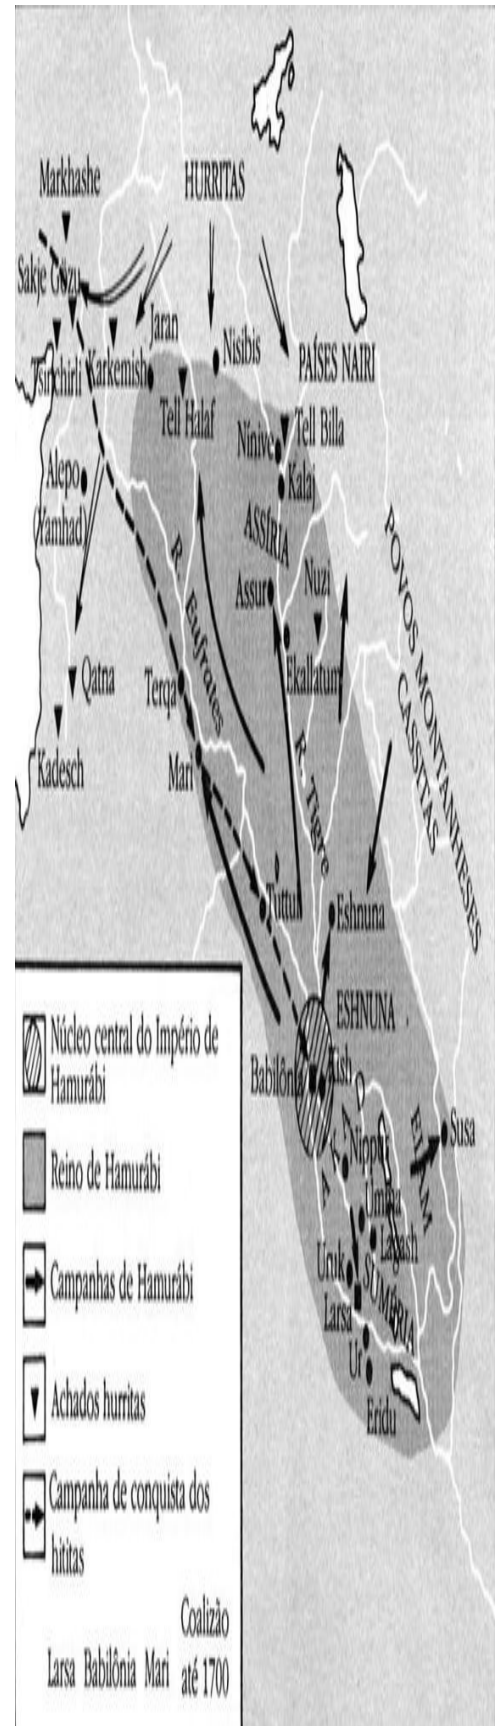 Markhashe
HURRITAS
Sakje Gözu
Jaran
Nisibis
Tsinchirli
Karkemish
PAÍSES NAIRI
Tell Halaf
Nínive
Tell Billa
Alepo
(Yamhad)
Kalaj
ASSÍRIA
Nuzi
Assur
POVOS MONTANHESES
CASSITAS
R. Eufrates
Ekallatum
Qatna
Terqa
Kadesch
R. Tigre
Mari
Tuttul
Eshnuna
ESHNUNA
Babilônia
Kish
Susa
ELAM
Nippur
Umma
Lagash
Uruk
SUMÉRIA
Larsa
Ur
Eridu
Núcleo central do Império de
Hamurábi
Reino de Hamurábi
Campanhas de Hamurábi
Achados hurritas
Campanha de conquista dos
hititas
Coalizão
Larsa Babilônia Mari até 1700